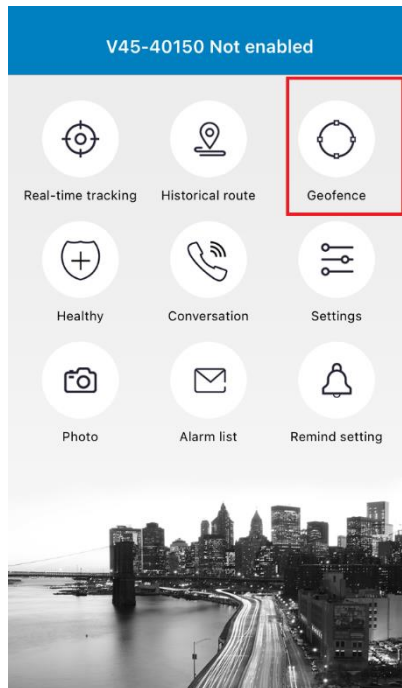 V45-40150 Not enabled
Real-time tracking Historical route Geofence
Healthy Conversation Settings
Photo Alarm list Remind setting